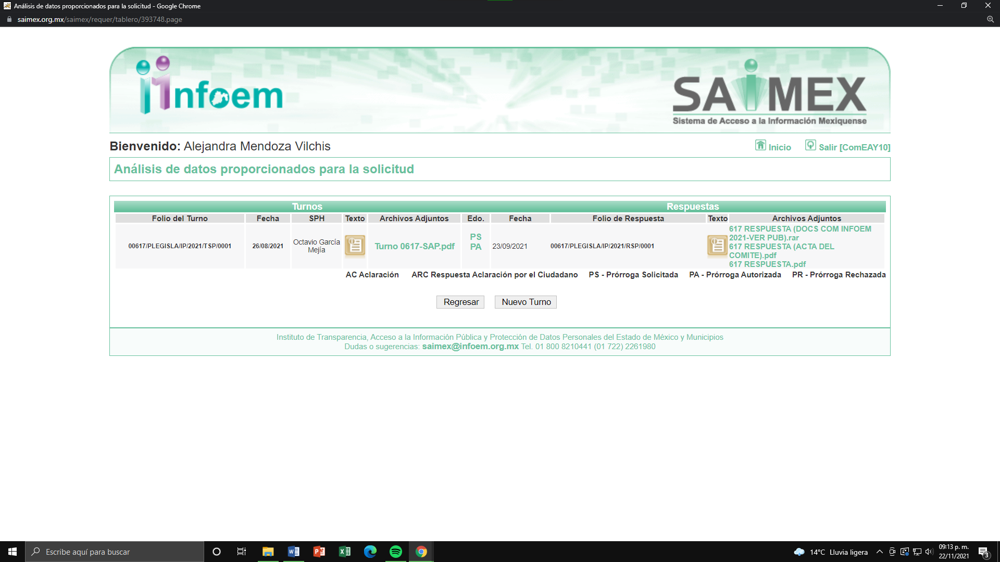 Análisis de datos proporcionados para la solicitud - Google Chrome
saimex.org.mx/saimex/requer/tablero/393748.page
infoem
SAIMEX
Sistema de Acceso a la Información Mexiquense
Bienvenido: Alejandra Mendoza Vilchis
Inicio
Salir [ComEAY10]
Análisis de datos proporcionados para la solicitud
Turnos
Respuestas
Folio del Turno
Fecha
SPH
Texto
Archivos Adjuntos
Edo.
Fecha
Folio de Respuesta
Texto
Archivos Adjuntos
00617/PLEGISLA/IP/2021/TSP/0001
26/08/2021
Octavio García
Mejía
Turno 0617-SAP.pdf
PS
PA
23/09/2021
00617/PLEGISLA/IP/2021/RSP/0001
617 RESPUESTA (DOCS COM INFOEM
2021-VER PUB).rar
617 RESPUESTA (ACTA DEL
COMITE).pdf
617 RESPUESTA.pdf
AC Aclaración
ARC Respuesta Aclaración por el Ciudadano
PS - Prórroga Solicitada
PA - Prórroga Autorizada
PR - Prórroga Rechazada
Regresar
Nuevo Turno
Instituto de Transparencia, Acceso a la Información Pública y Protección de Datos Personales del Estado de México y Municipios
Dudas o sugerencias: saimex@infoem.org.mx Tel. 01 800 8210441 (01 722) 2261980
Escribe aquí para buscar
14°C Lluvia ligera
09:13 p. m.
22/11/2021
3